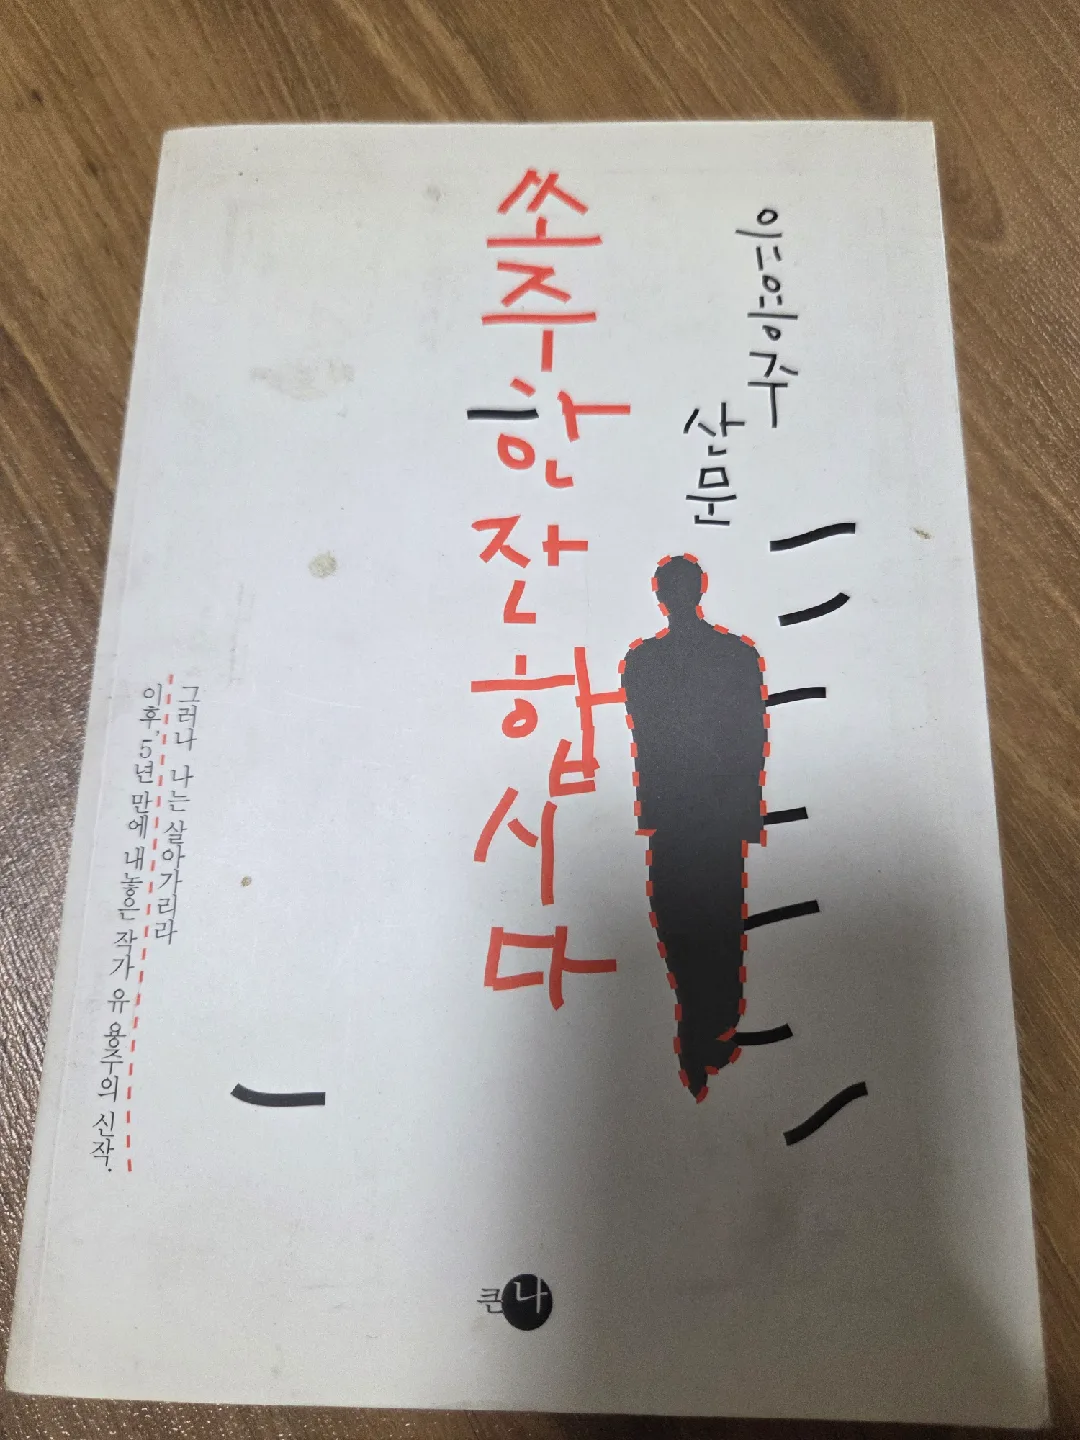 쏘주 한 잔 합시다
유용주
산문
그러나 나는 살아가리라
이후, 5년 만에 내놓은 작가 유용주의 신작.
큰나